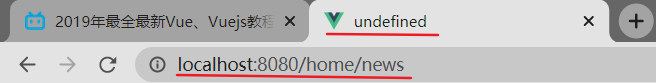 2019年最全最新Vue、Vuejs教程
undefined
localhost:8080/home/news